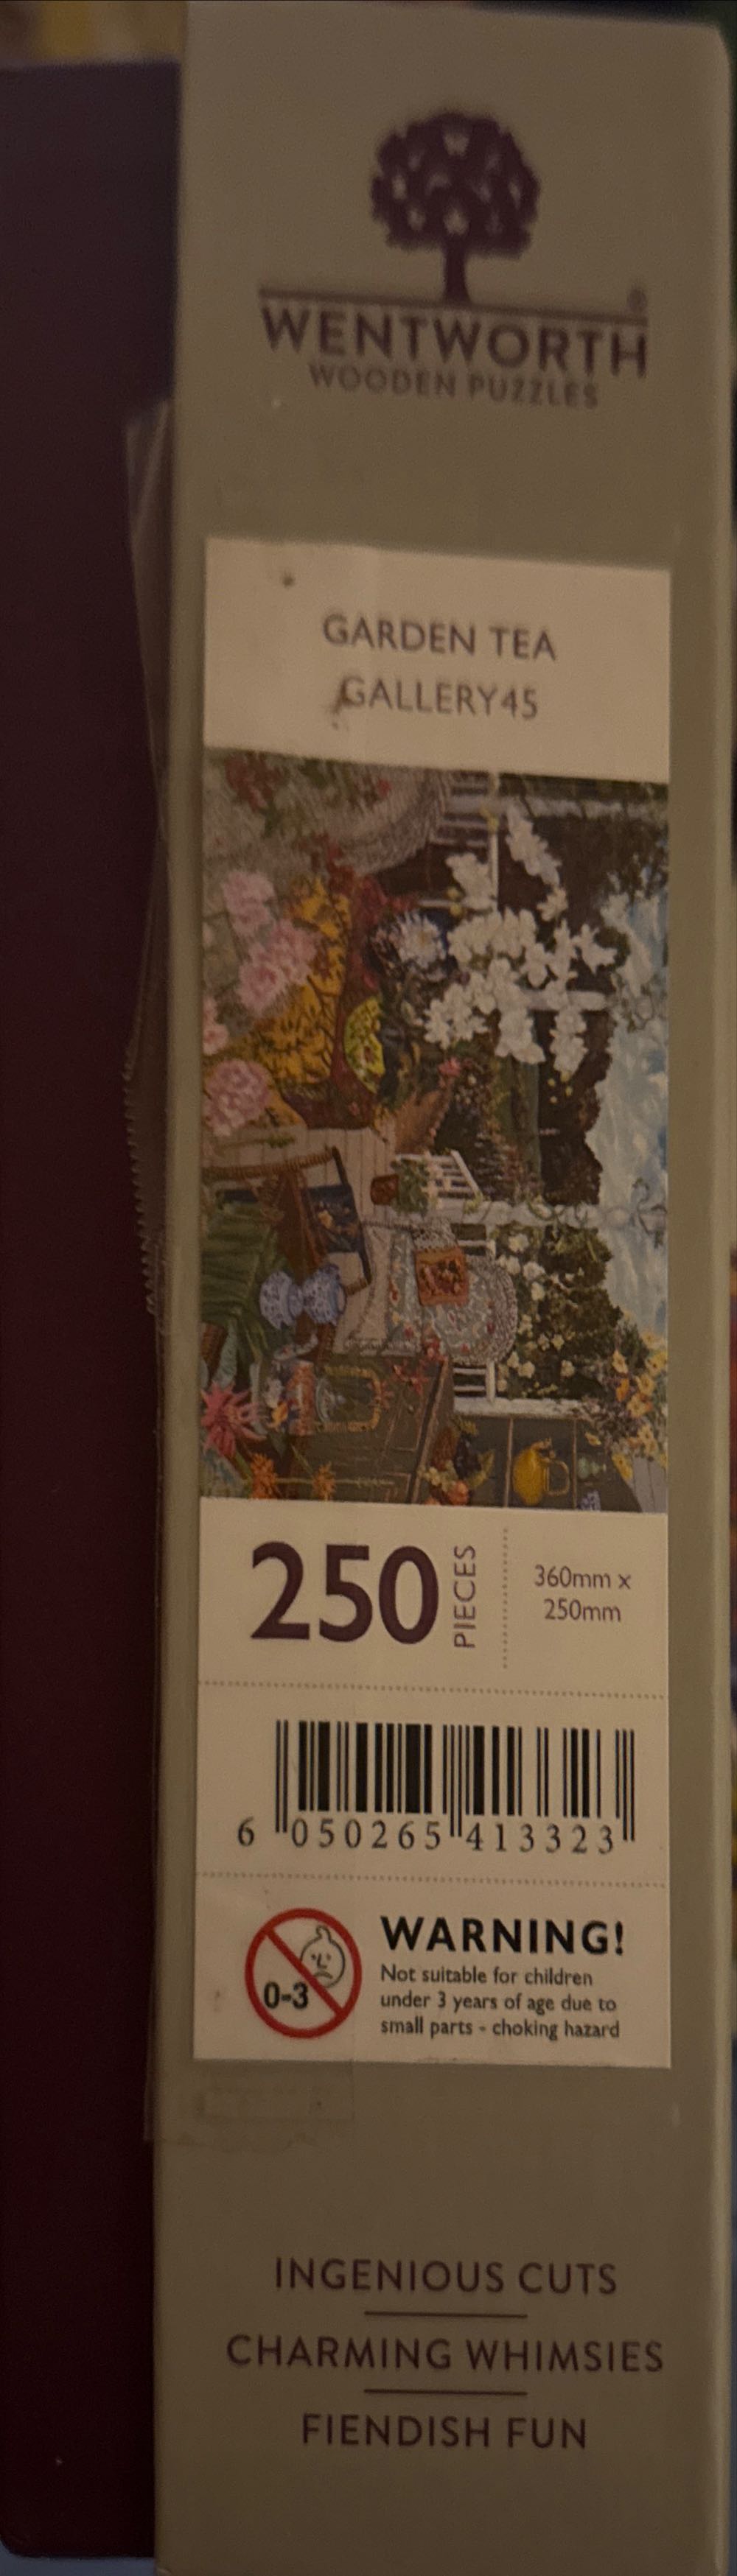 ®
WENTWORTH
WOODEN PUZZLES
GARDEN TEA
GALLERY45
250
PIECES
360mm x
250mm
6 050265 413323
0-3
WARNING!
Not suitable for children
under 3 years of age due to
small parts - choking hazard
INGENIOUS CUTS
CHARMING WHIMSIES
FIENDISH FUN